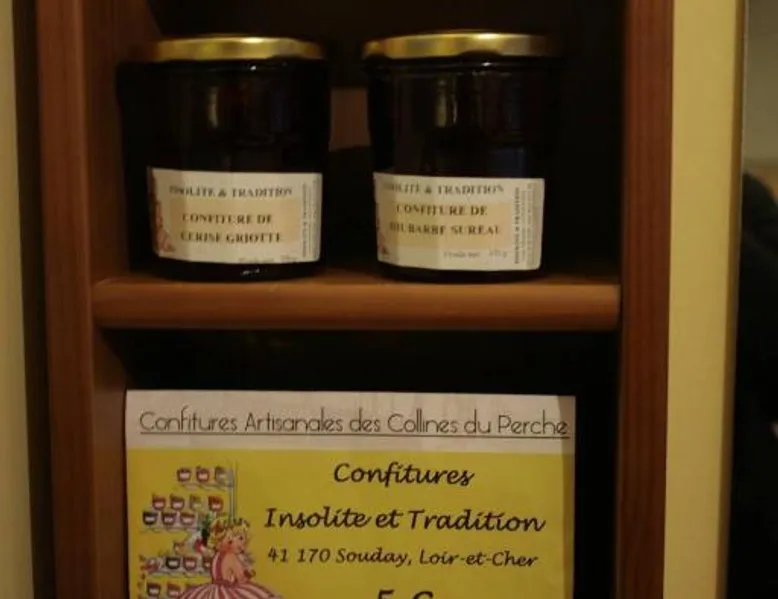 INSOLITE & TRADITION
CONFITURE DE
CERISE GRIOTTE
INSOLITE & TRADITION
CONFITURE DE
RHUBARBE SUREAU
Confitures Artisanales des Collines du Perche
Confitures
Insolite et Tradition
41 170 Souday, Loir-et-Cher
5 €